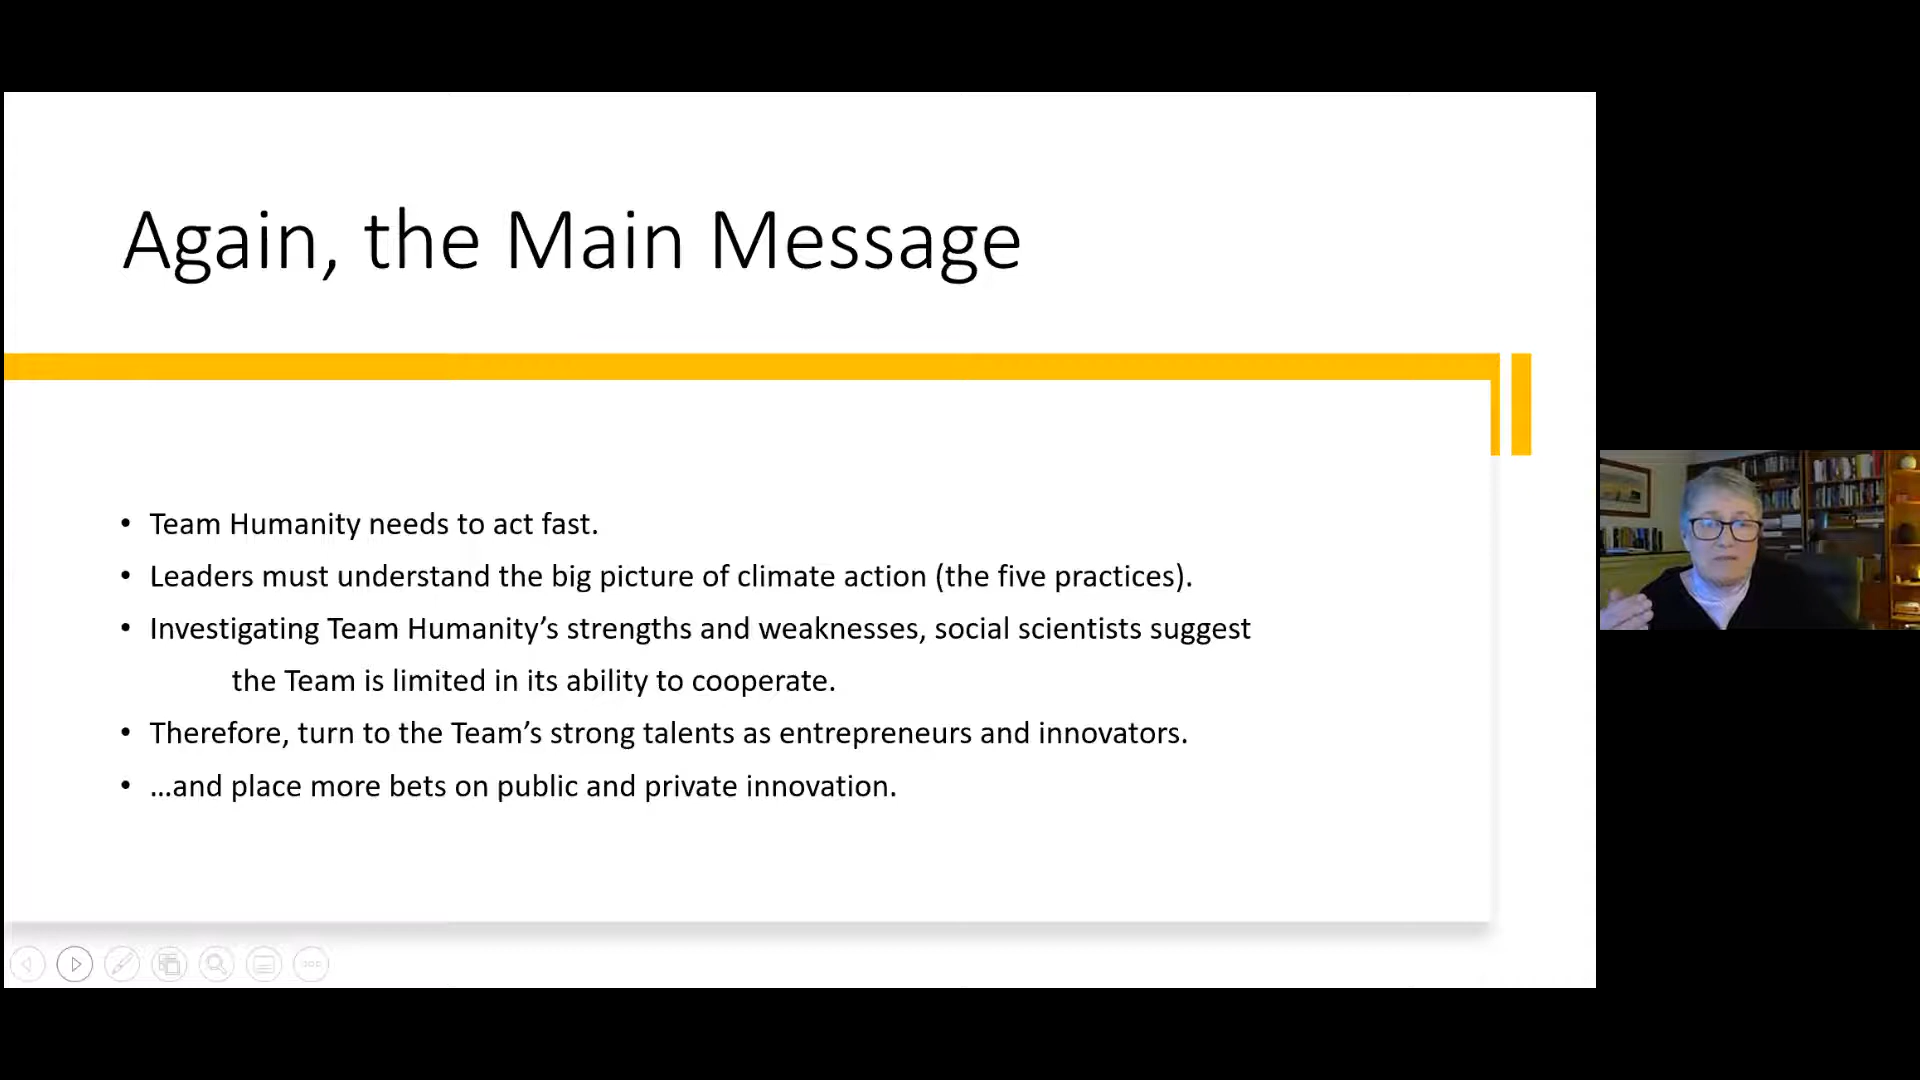 Again, the Main Message
• Team Humanity needs to act fast.
• Leaders must understand the big picture of climate action (the five practices).
• Investigating Team Humanity’s strengths and weaknesses, social scientists suggest
the Team is limited in its ability to cooperate.
• Therefore, turn to the Team’s strong talents as entrepreneurs and innovators.
• …and place more bets on public and private innovation.